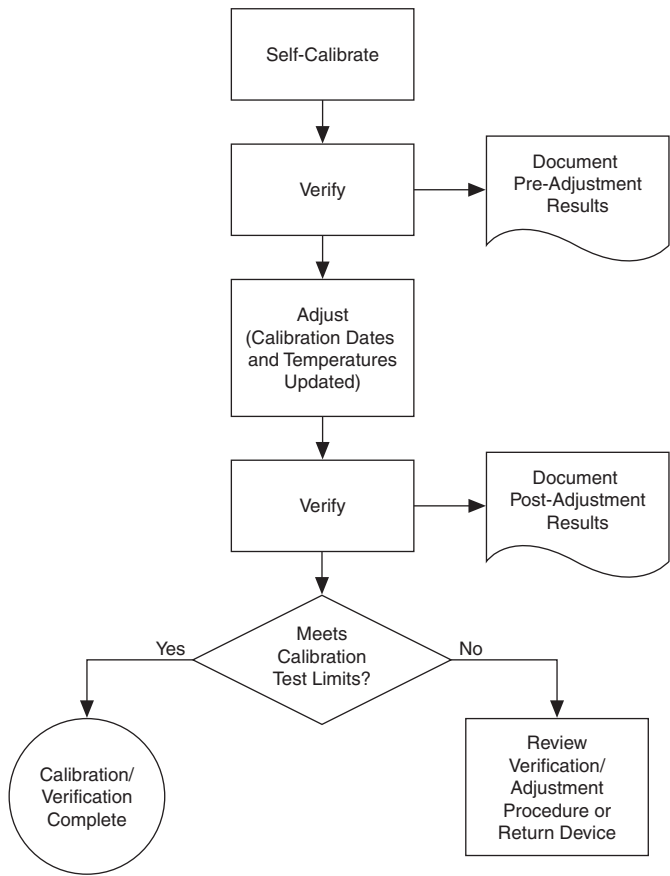 Self-Calibrate
Verify
Document
Pre-Adjustment
Results
Adjust
(Calibration Dates
and Temperatures
Updated)
Verify
Document
Post-Adjustment
Results
Meets
Calibration
Test Limits?
Yes
No
Calibration/
Verification
Complete
Review
Verification/
Adjustment
Procedure or
Return Device